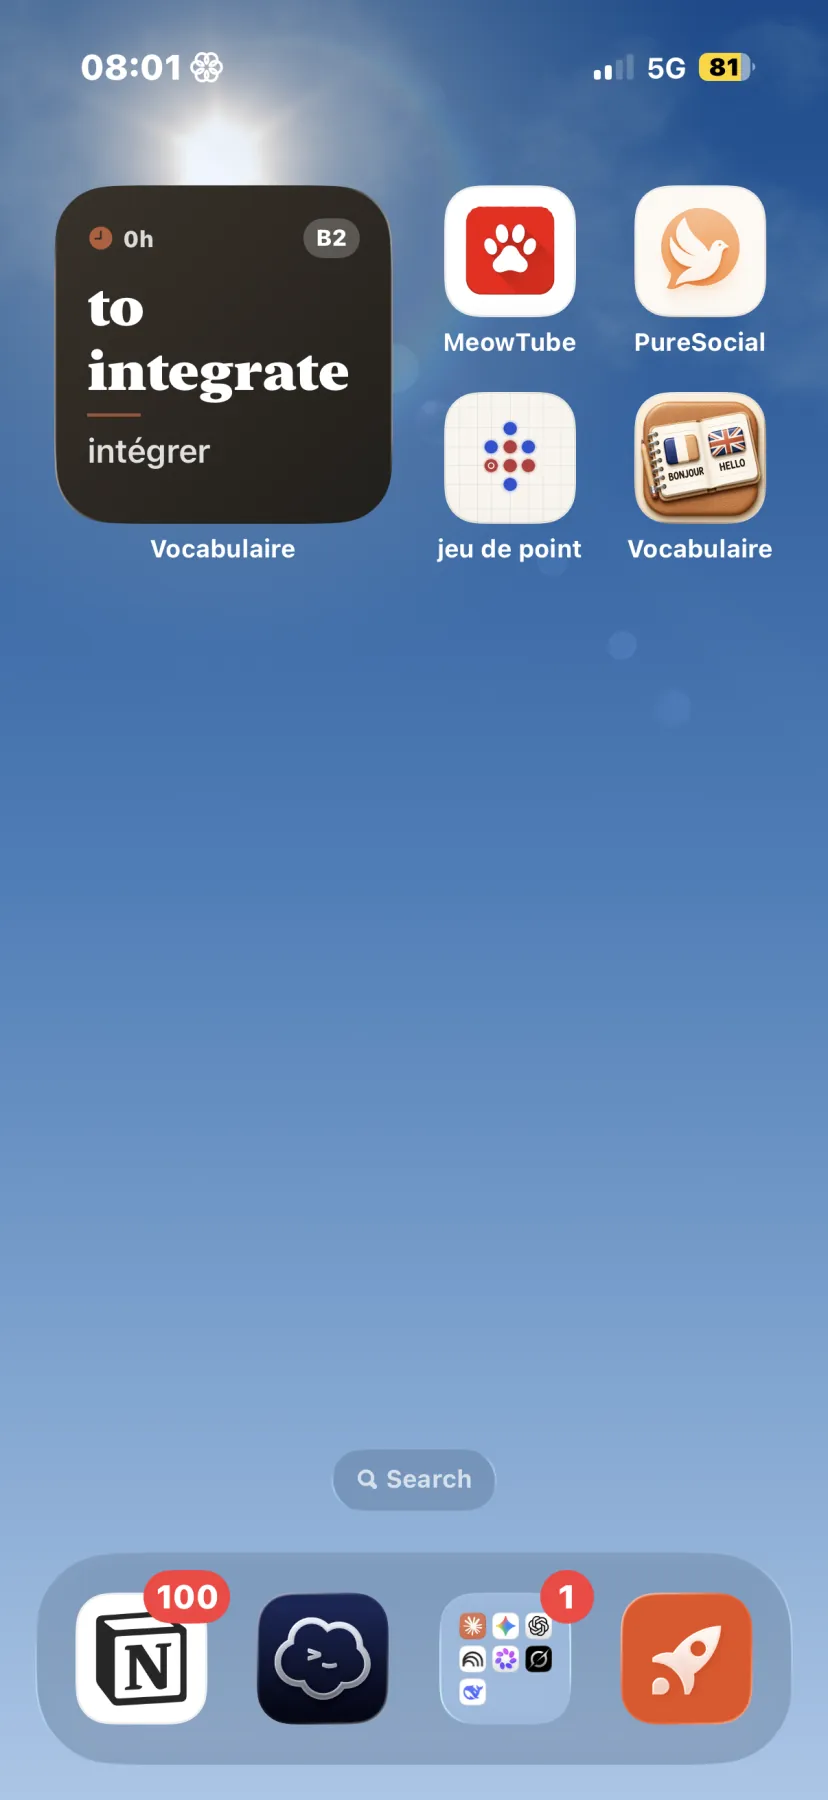 08:01
5G
81
0h
B2
to
integrate
intégrer
Vocabulaire
MeowTube
PureSocial
BONJOUR
HELLO
jeu de point
Vocabulaire
Search
100
N
1